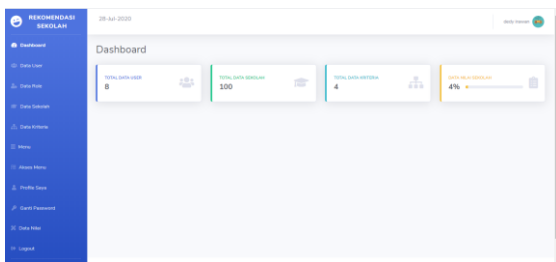 REKOMENDASI
SEKOLAH
28-Jul-2020
Dashboard
Data User
Data Role
Data Sekolah
Data Kriteria
Menu
Akses Menu
Profile Saya
Ganti Password
Data Nilai
Logout
Dashboard
TOTAL DATA USER
8
TOTAL DATA SEKOLAH
100
TOTAL DATA KRITERIA
4
DATA NILAI SEKOLAH
4%